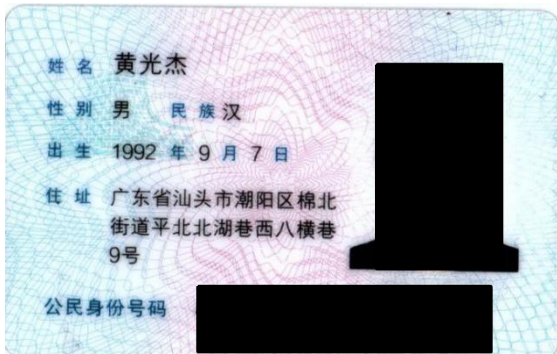 姓名 黄光杰
性别 男 民族 汉
出生 1992 年 9 月 7 日
住址 广东省汕头市潮阳区棉北
街道平北北湖巷西八横巷
9号
公民身份号码